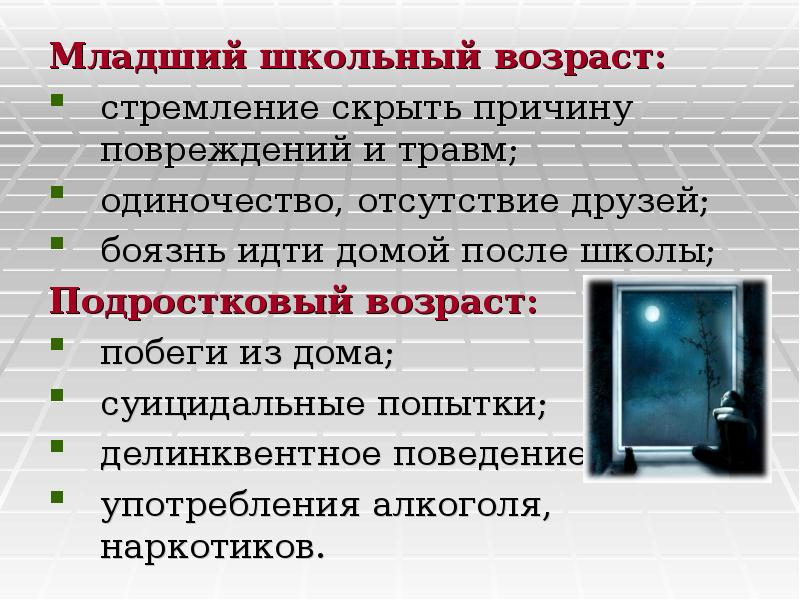 Младший школьный возраст:
стремление скрыть причину
повреждений и травм;
одиночество, отсутствие друзей;
боязнь идти домой после школы;
Подростковый возраст:
побеги из дома;
суицидальные попытки;
делинквентное поведение
употребления алкоголя,
наркотиков.